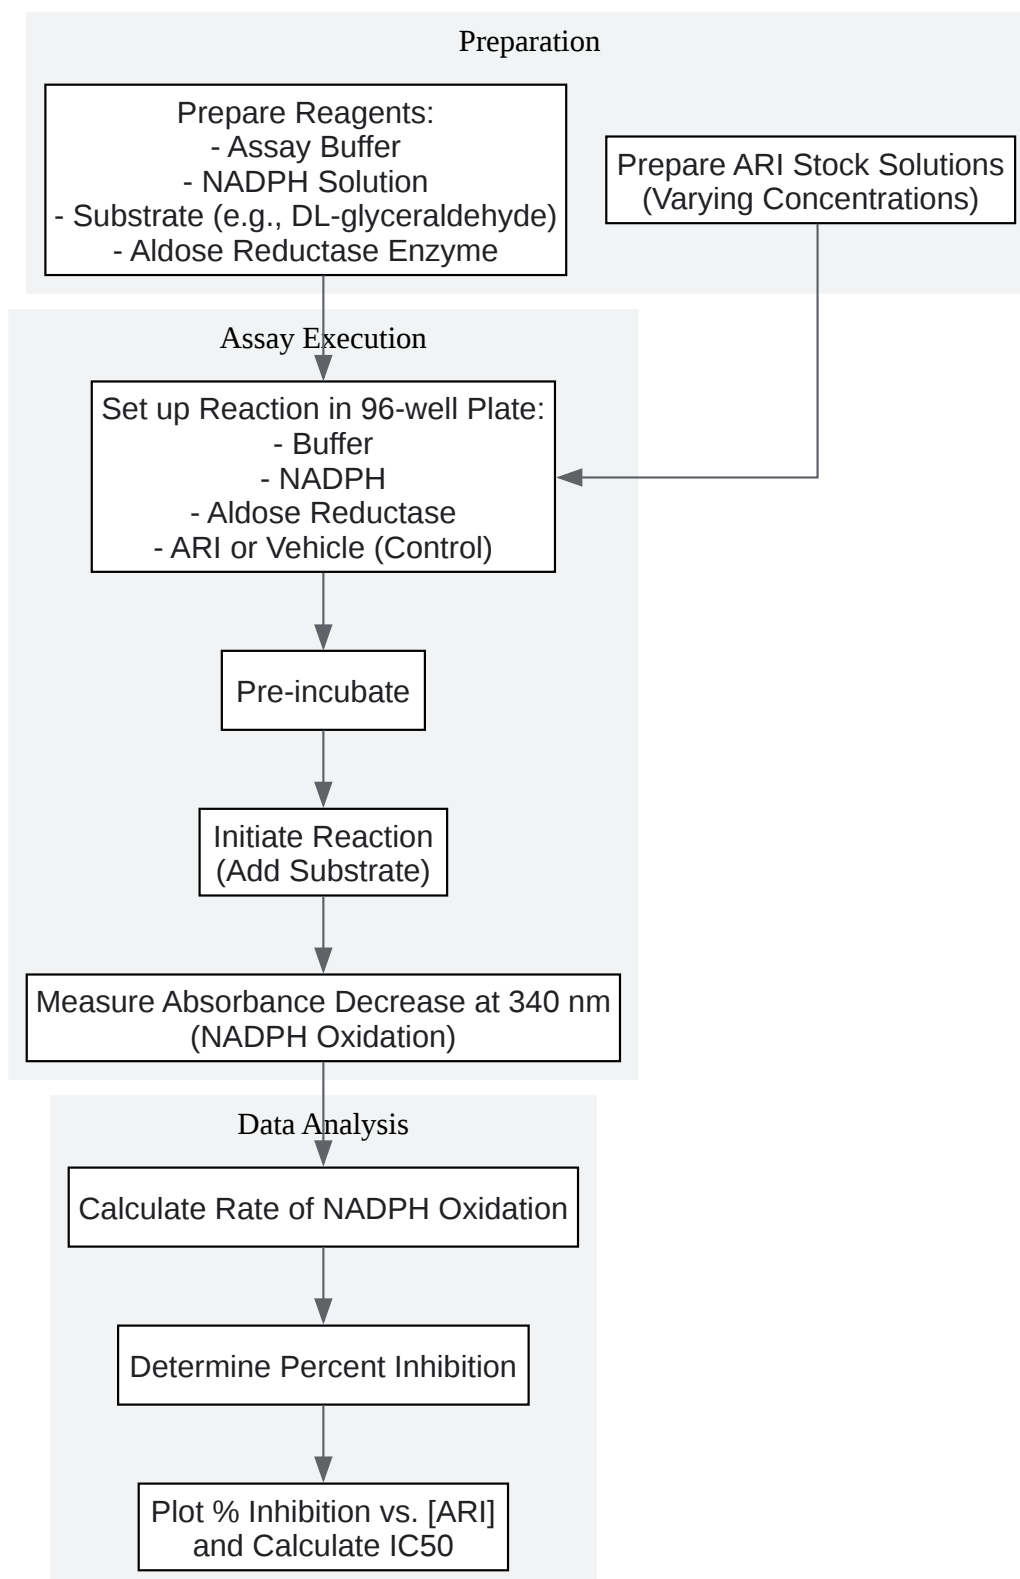 Preparation
Prepare Reagents:
- Assay Buffer
- NADPH Solution
- Substrate (e.g., DL-glyceraldehyde)
- Aldose Reductase Enzyme
Prepare ARI Stock Solutions
(Varying Concentrations)
Assay Execution
Set up Reaction in 96-well Plate:
- Buffer
- NADPH
- Aldose Reductase
- ARI or Vehicle (Control)
Pre-incubate
Initiate Reaction
(Add Substrate)
Measure Absorbance Decrease at 340 nm
(NADPH Oxidation)
Data Analysis
Calculate Rate of NADPH Oxidation
Determine Percent Inhibition
Plot % Inhibition vs. [ARI]
and Calculate IC50